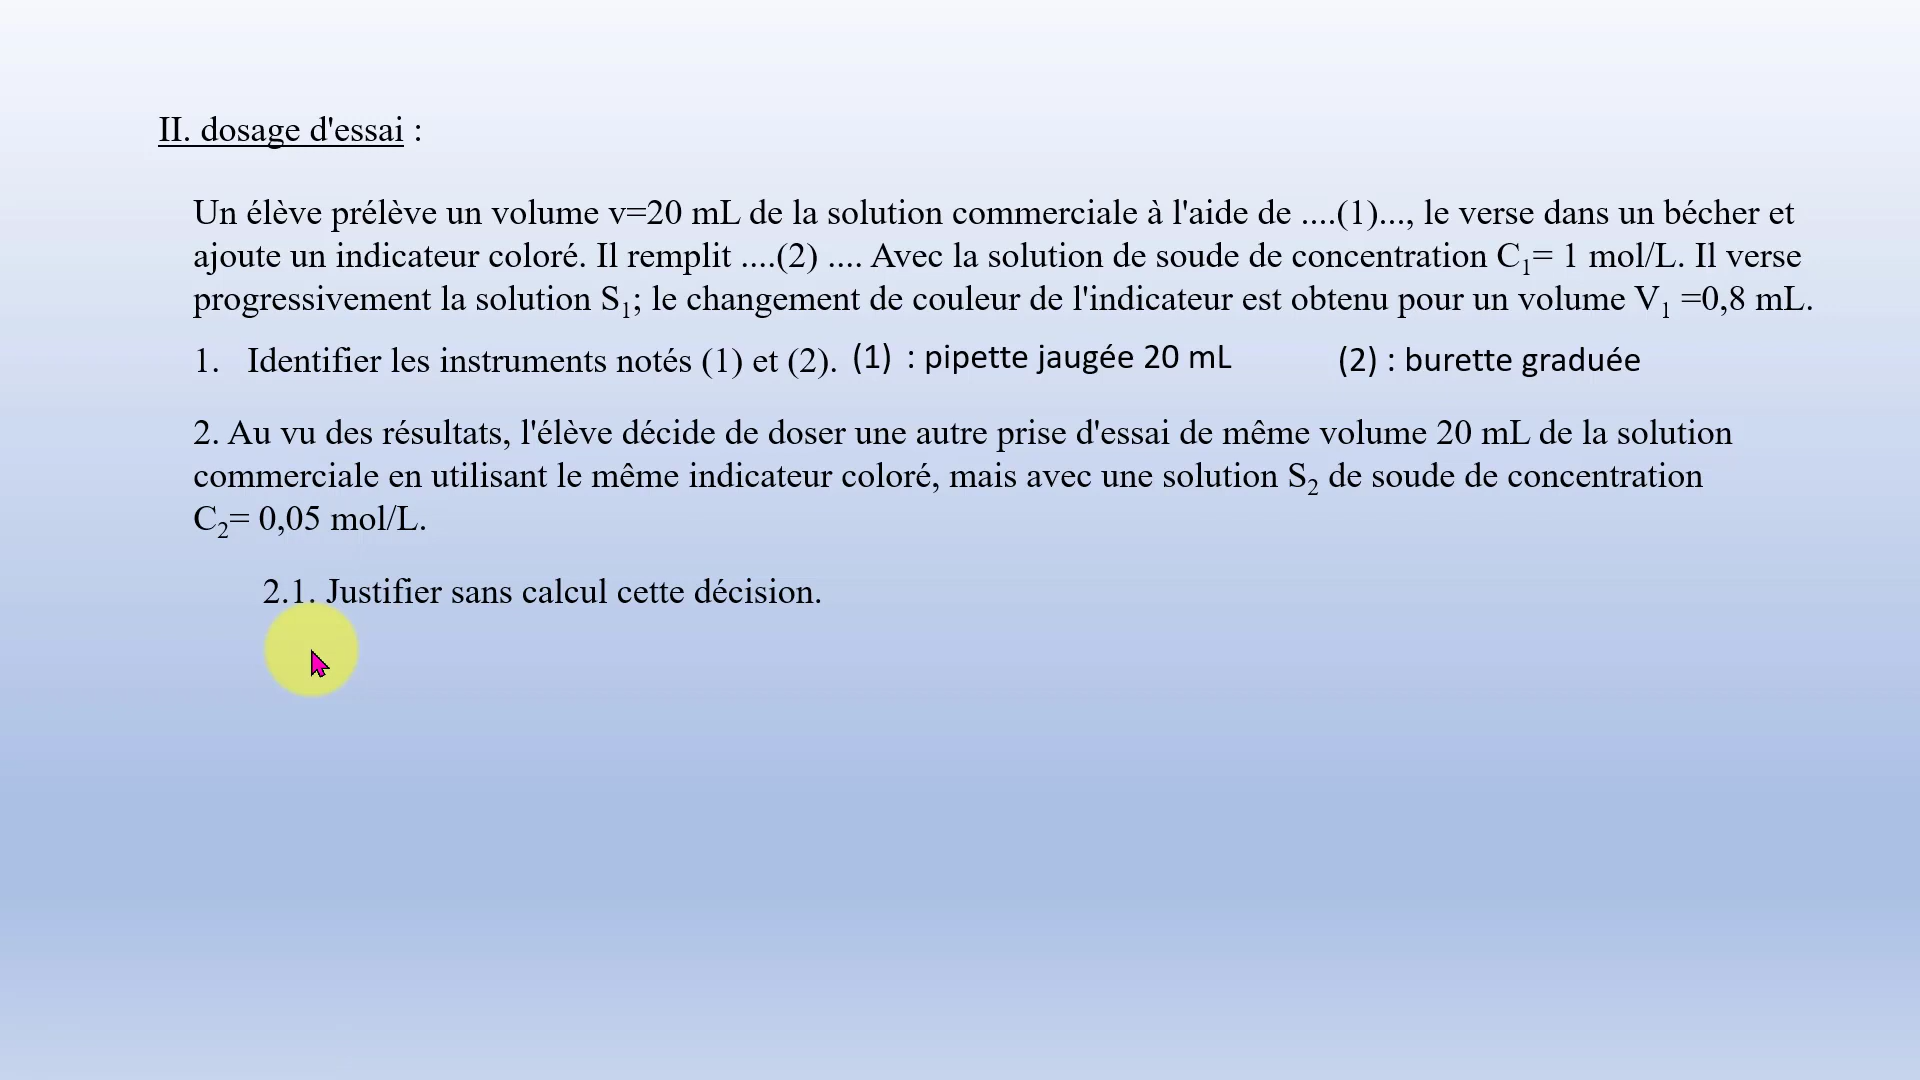 II. dosage d'essai :
Un élève prélève un volume v=20 mL de la solution commerciale à l'aide de ....(1)..., le verse dans un bécher et
ajoute un indicateur coloré. Il remplit ....(2) .... Avec la solution de soude de concentration C₁= 1 mol/L. Il verse
progressivement la solution S₁; le changement de couleur de l'indicateur est obtenu pour un volume V₁ =0,8 mL.
1. Identifier les instruments notés (1) et (2). (1) : pipette jaugée 20 mL (2) : burette graduée
2. Au vu des résultats, l'élève décide de doser une autre prise d'essai de même volume 20 mL de la solution
commerciale en utilisant le même indicateur coloré, mais avec une solution S₂ de soude de concentration
C₂= 0,05 mol/L.
2.1. Justifier sans calcul cette décision.